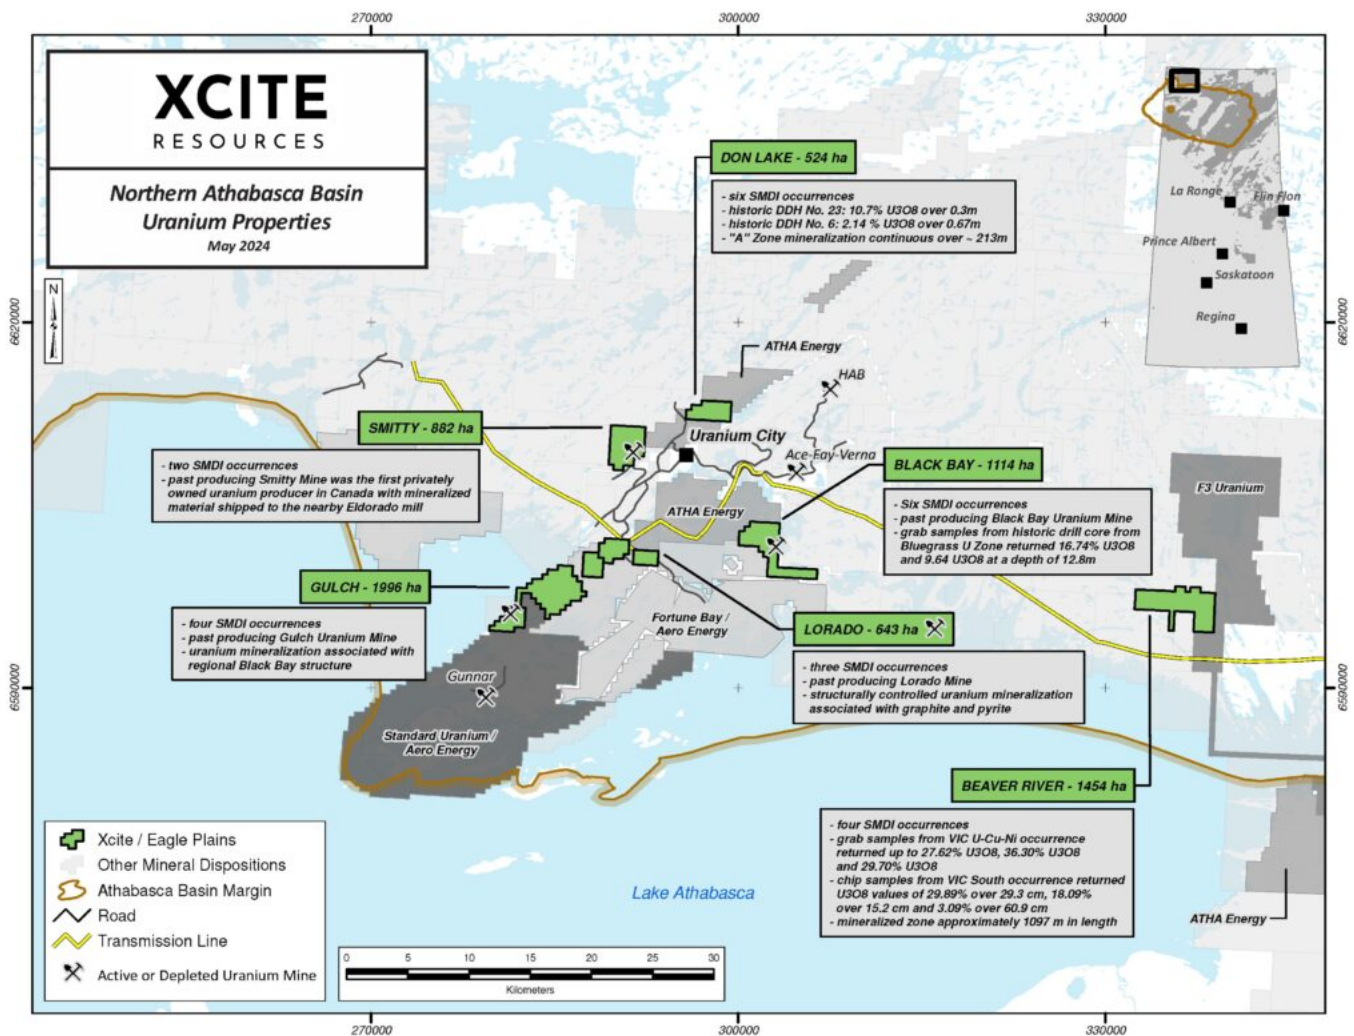 270000
300000
330000
XCITE
RESOURCES
Northern Athabasca Basin
Uranium Properties
May 2024
N
6620000
6620000
La Ronge
Flin Flon
Prince Albert
Saskatoon
Regina
DON LAKE - 524 ha
- six SMDI occurrences
- historic DDH No. 23: 10.7% U3O8 over 0.3m
- historic DDH No. 6: 2.14 % U3O8 over 0.67m
- "A" Zone mineralization continuous over ~ 213m
ATHA Energy
HAB
SMITTY - 882 ha
Uranium City
Ace-Fay-Verna
- two SMDI occurrences
- past producing Smitty Mine was the first privately
owned uranium producer in Canada with mineralized
material shipped to the nearby Eldorado mill
BLACK BAY - 1114 ha
F3 Uranium
ATHA Energy
- Six SMDI occurrences
- past producing Black Bay Uranium Mine
- grab samples from historic drill core from
Bluegrass U Zone returned 16.74% U3O8
and 9.64 U3O8 at a depth of 12.8m
GULCH - 1996 ha
- four SMDI occurrences
- past producing Gulch Uranium Mine
- uranium mineralization associated with
regional Black Bay structure
Fortune Bay /
Aero Energy
LORADO - 643 ha
- three SMDI occurrences
- past producing Lorado Mine
- structurally controlled uranium mineralization
associated with graphite and pyrite
Gunnar
6590000
6590000
Standard Uranium /
Aero Energy
BEAVER RIVER - 1454 ha
- four SMDI occurrences
- grab samples from VIC U-Cu-Ni occurrence
returned up to 27.62% U3O8, 36.30% U3O8
and 29.70% U3O8
- chip samples from VIC South occurrence returned
U3O8 values of 29.89% over 29.3 cm, 18.09%
over 15.2 cm and 3.09% over 60.9 cm
- mineralized zone approximately 1097 m in length
ATHA Energy
Lake Athabasca
Xcite / Eagle Plains
Other Mineral Dispositions
Athabasca Basin Margin
Road
Transmission Line
Active or Depleted Uranium Mine
0 5 10 15 20 25 30
Kilometers
270000
300000
330000